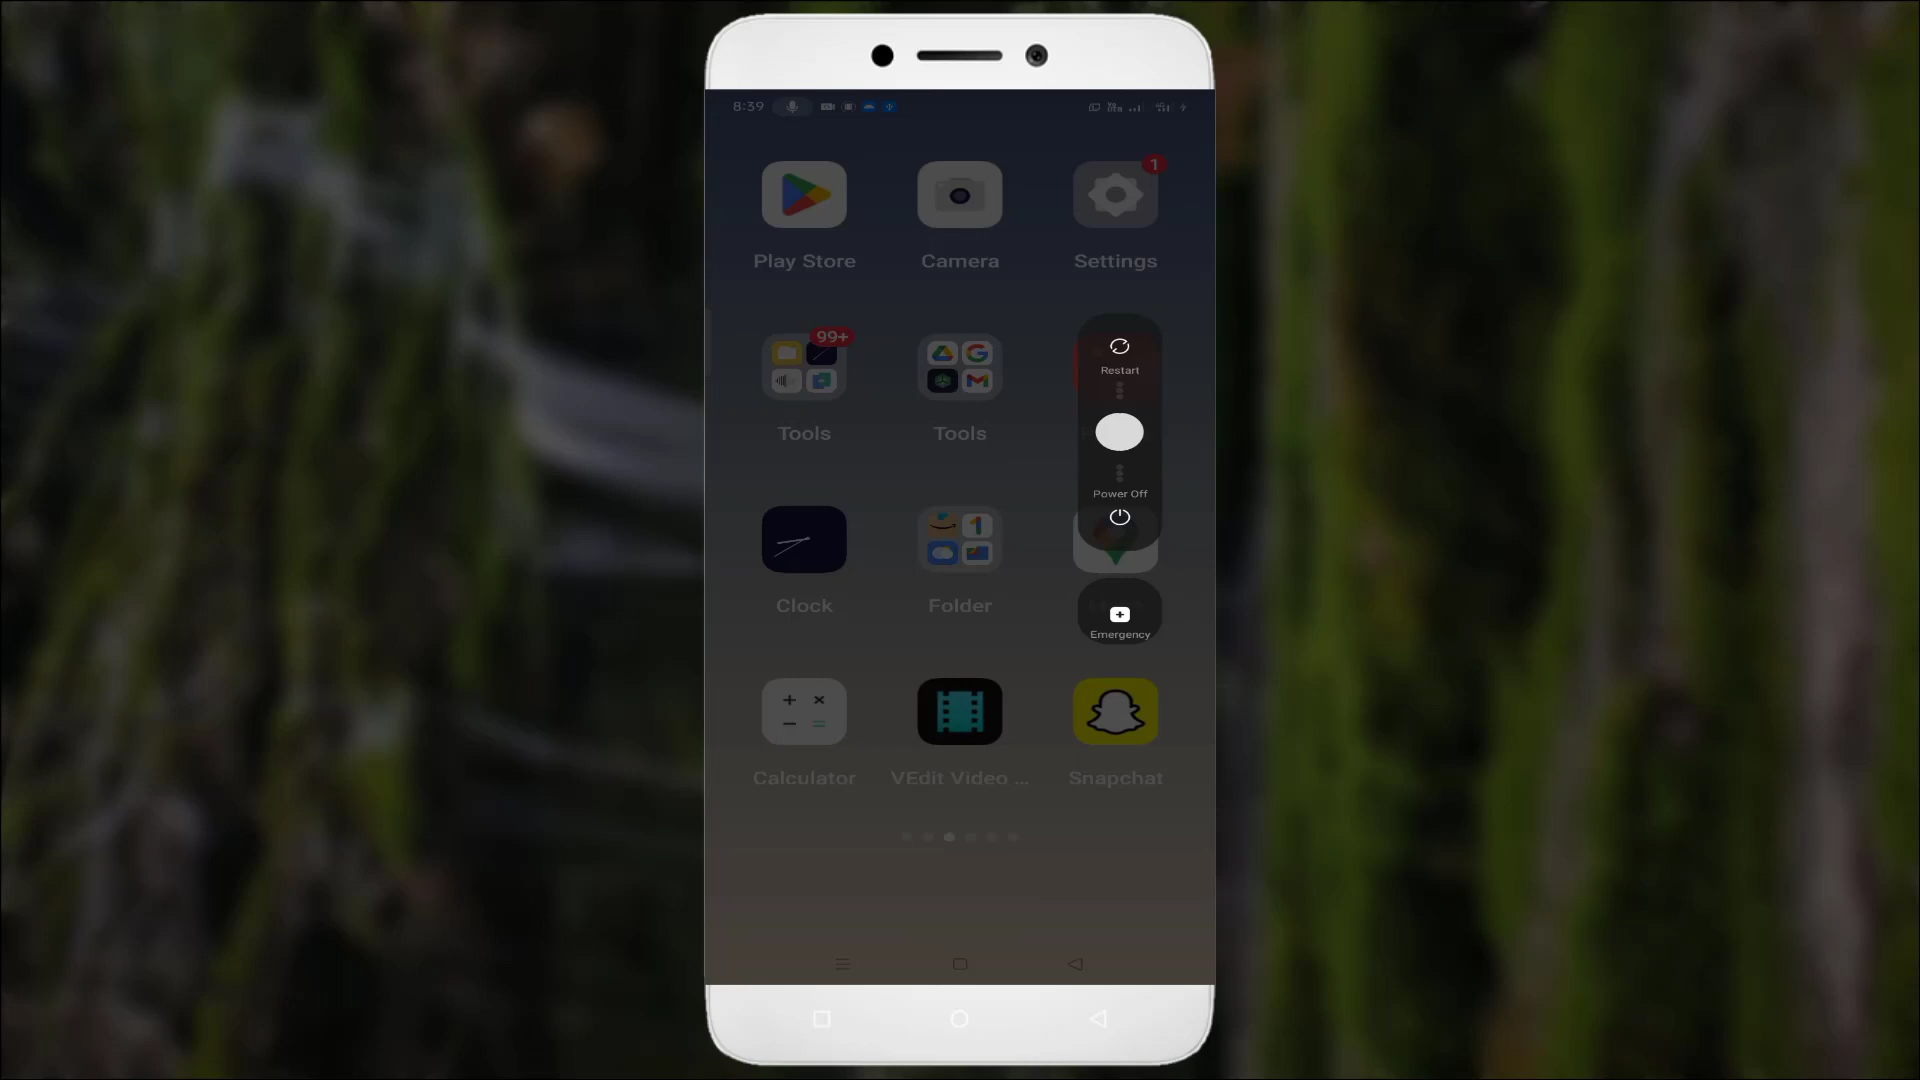 8:39
1
Play Store Camera Settings
99+
Restart
Tools Tools
Power Off
Clock Folder
Emergency
Calculator VEdit Video ... Snapchat